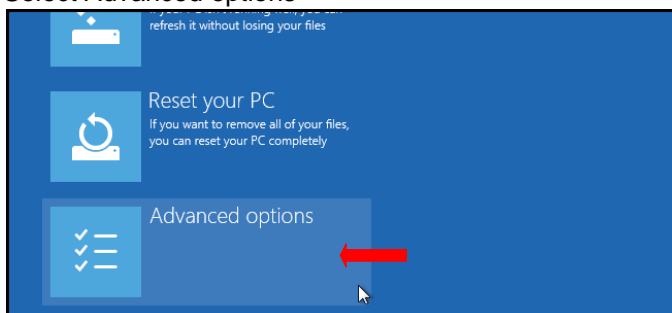 Select Advanced options
refresh it without losing your files
Reset your PC
If you want to remove all of your files,
you can reset your PC completely
Advanced options